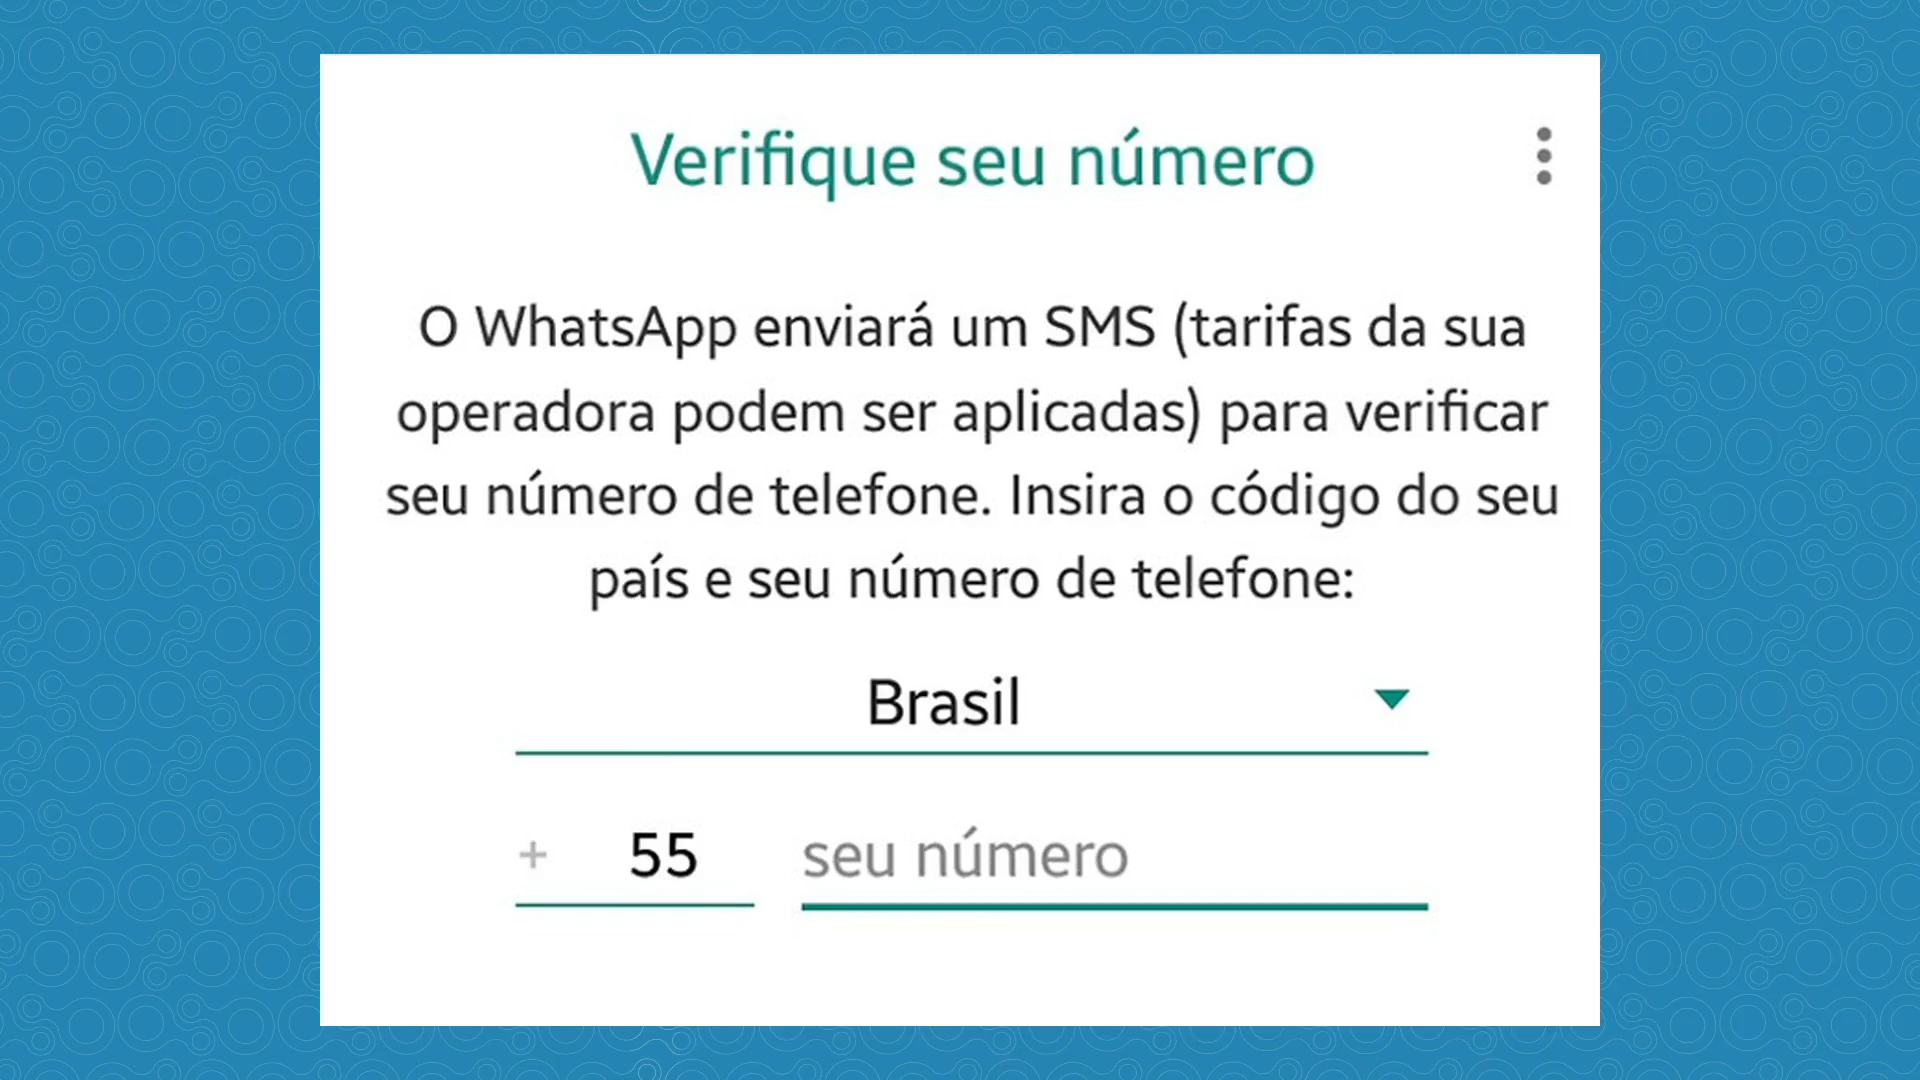 Verifique seu número
O WhatsApp enviará um SMS (tarifas da sua
operadora podem ser aplicadas) para verificar
seu número de telefone. Insira o código do seu
país e seu número de telefone:
Brasil
+ 55 seu número